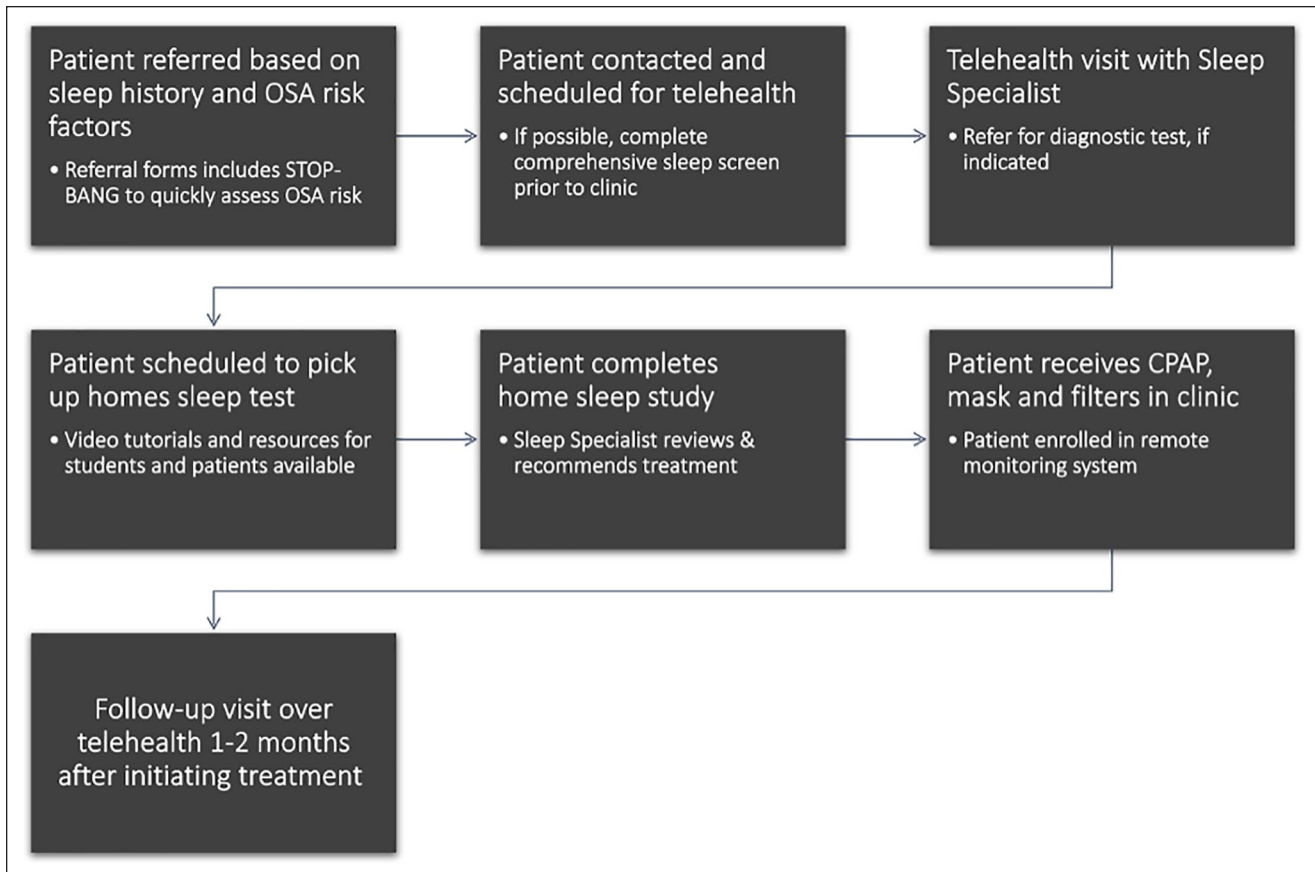 Patient referred based on
sleep history and OSA risk
factors
• Referral forms includes STOP-
BANG to quickly assess OSA risk
Patient contacted and
scheduled for telehealth
• If possible, complete
comprehensive sleep screen
prior to clinic
Telehealth visit with Sleep
Specialist
• Refer for diagnostic test, if
indicated
Patient scheduled to pick
up homes sleep test
• Video tutorials and resources for
students and patients available
Patient completes
home sleep study
• Sleep Specialist reviews &
recommends treatment
Patient receives CPAP,
mask and filters in clinic
• Patient enrolled in remote
monitoring system
Follow-up visit over
telehealth 1-2 months
after initiating treatment